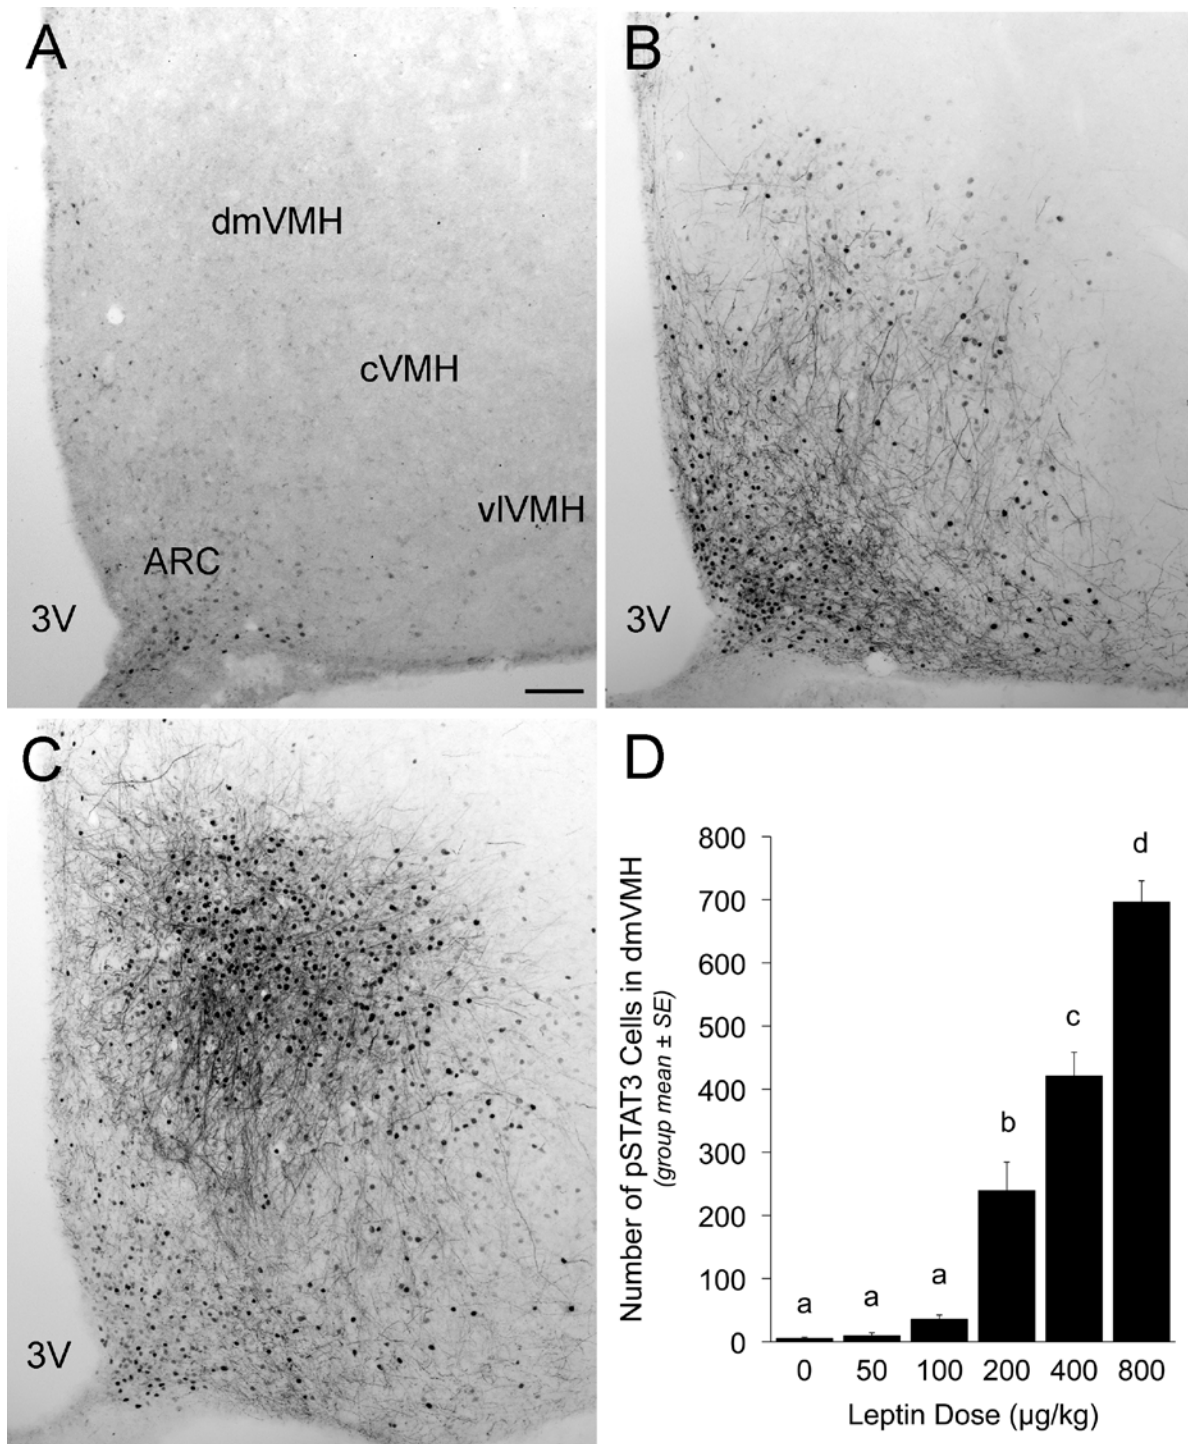 A
dmVMH
cVMH
vlVMH
ARC
3V
B
3V
C
3V
D
Number of pSTAT3 Cells in dmVMH
(group mean ± SE)
800
700
600
500
400
300
200
100
0
a
a
a
b
c
d
0 50 100 200 400 800
Leptin Dose (µg/kg)